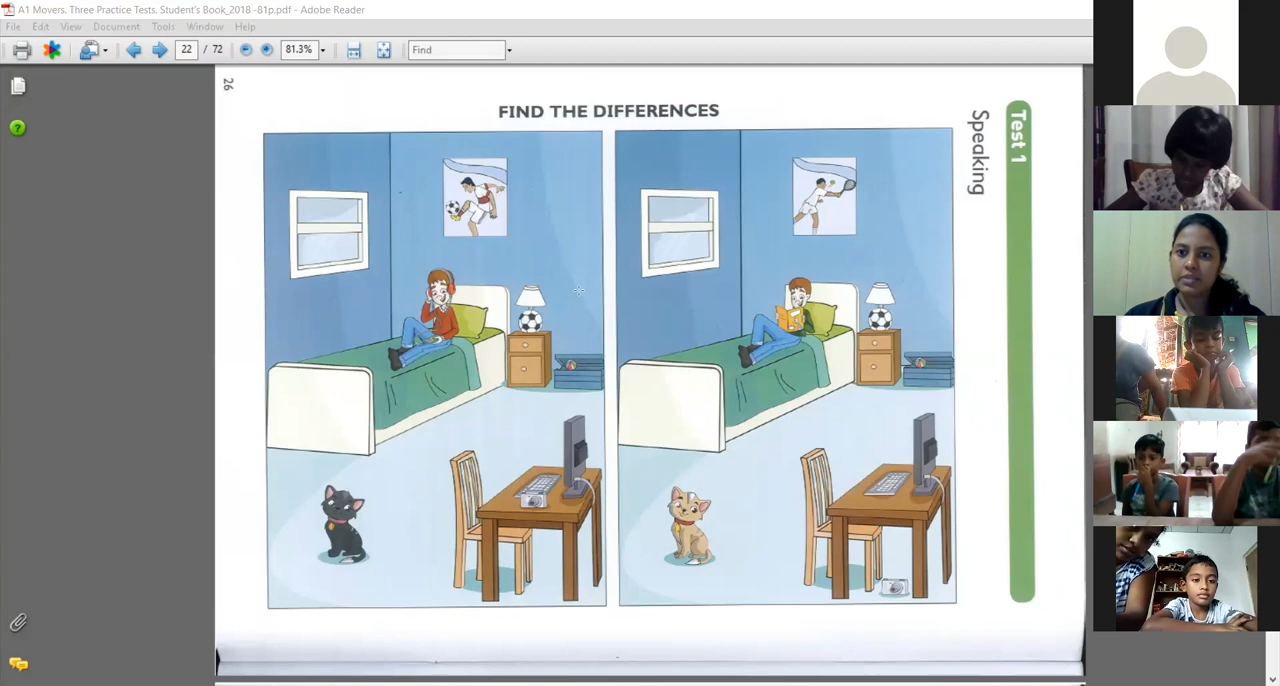 A1 Movers. Three Practice Tests. Student's Book_2018 -81p.pdf - Adobe Reader
File Edit View Document Tools Window Help
22 / 72 81.3% Find
26
FIND THE DIFFERENCES
Test 1
Speaking